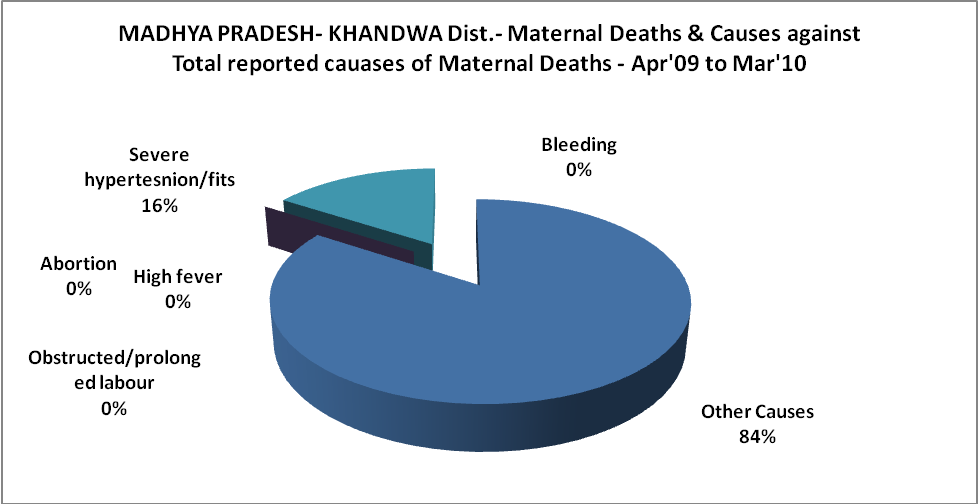 MADHYA PRADESH- KHANDWA Dist.- Maternal Deaths & Causes against
Total reported cauases of Maternal Deaths - Apr'09 to Mar'10
Bleeding
0%
Severe
hypertesnion/fits
16%
Abortion
0%
High fever
0%
Obstructed/prolong
ed labour
0%
Other Causes
84%